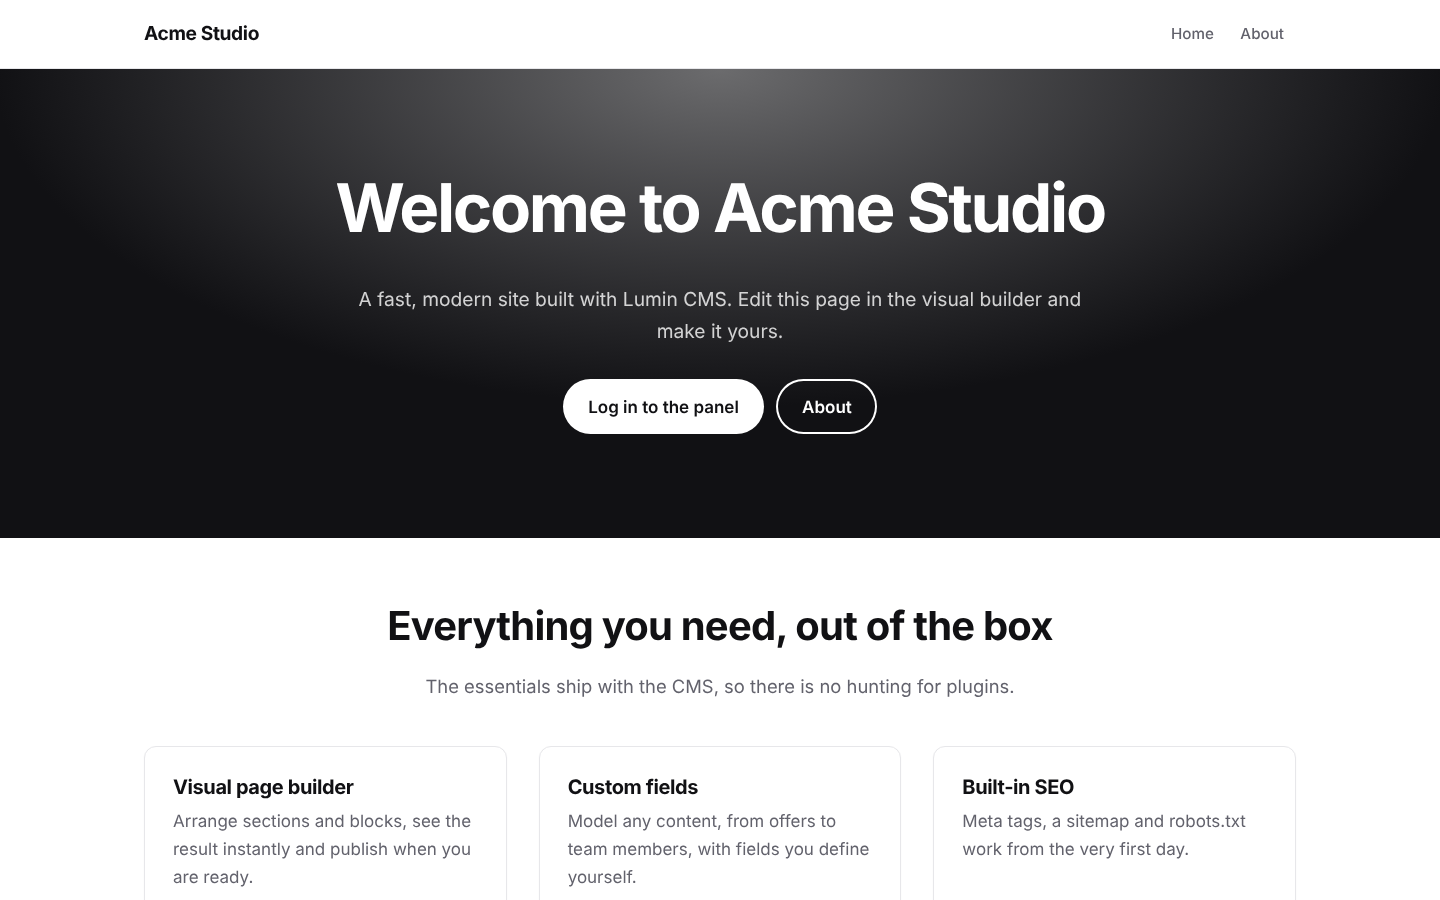 Acme Studio
Home About
Welcome to Acme Studio
A fast, modern site built with Lumin CMS. Edit this page in the visual builder and
make it yours.
Log in to the panel
About
Everything you need, out of the box
The essentials ship with the CMS, so there is no hunting for plugins.
Visual page builder
Arrange sections and blocks, see the
result instantly and publish when you
are ready.
Custom fields
Model any content, from offers to
team members, with fields you define
yourself.
Built-in SEO
Meta tags, a sitemap and robots.txt
work from the very first day.